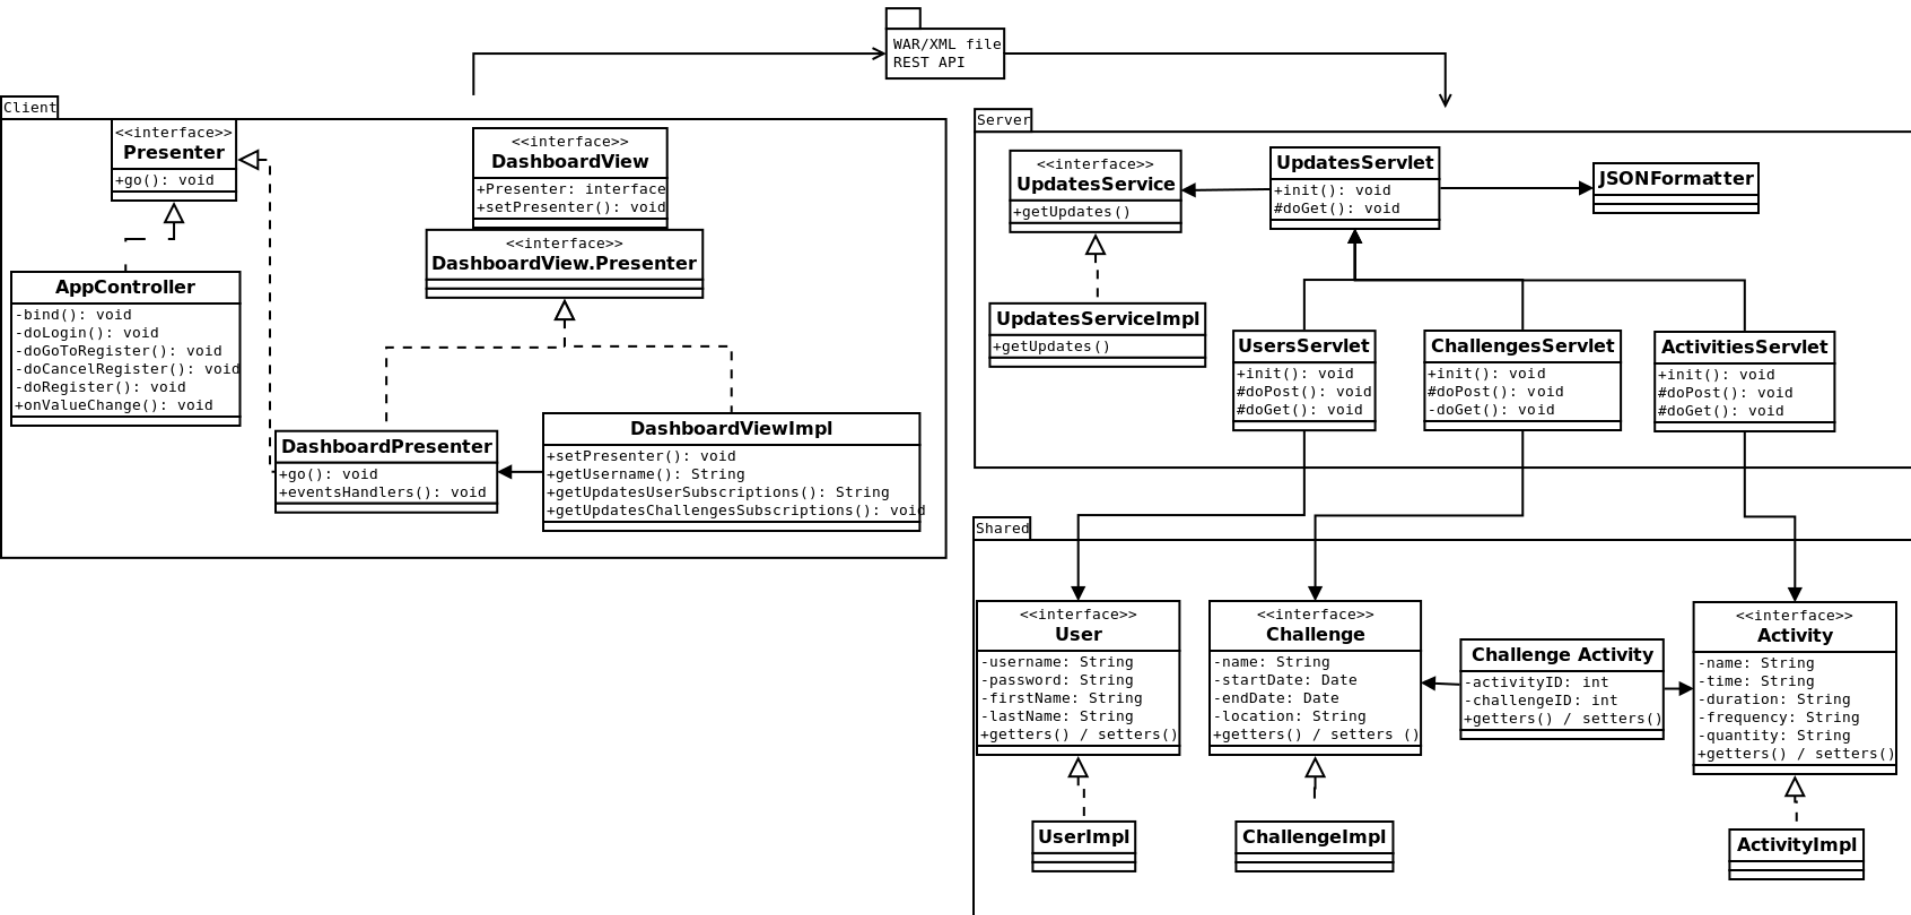 WAR/XML file
REST API
Client
<<interface>>
Presenter
+go(): void
AppController
-bind(): void
-doLogin(): void
-doGoToRegister(): void
-doCancelRegister(): void
-doRegister(): void
+onValueChange(): void
<<interface>>
DashboardView
+Presenter: interface
+setPresenter(): void
<<interface>>
DashboardView.Presenter
DashboardPresenter
+go(): void
+eventsHandlers(): void
DashboardViewImpl
+setPresenter(): void
+getUsername(): String
+getUpdatesUserSubscriptions(): String
+getUpdatesChallengesSubscriptions(): void
Server
<<interface>>
UpdatesService
+getUpdates()
UpdatesServlet
+init(): void
#doGet(): void
JSONFormatter
UpdatesServiceImpl
+getUpdates()
UsersServlet
+init(): void
#doPost(): void
#doGet(): void
ChallengesServlet
+init(): void
#doPost(): void
-doGet(): void
ActivitiesServlet
+init(): void
#doPost(): void
#doGet(): void
Shared
<<interface>>
User
-username: String
-password: String
-firstName: String
-lastName: String
+getters() / setters()
<<interface>>
Challenge
-name: String
-startDate: Date
-endDate: Date
-location: String
+getters() / setters ()
Challenge Activity
-activityID: int
-challengeID: int
+getters() / setters()
<<interface>>
Activity
-name: String
-time: String
-duration: String
-frequency: String
-quantity: String
+getters() / setters()
UserImpl
ChallengeImpl
ActivityImpl